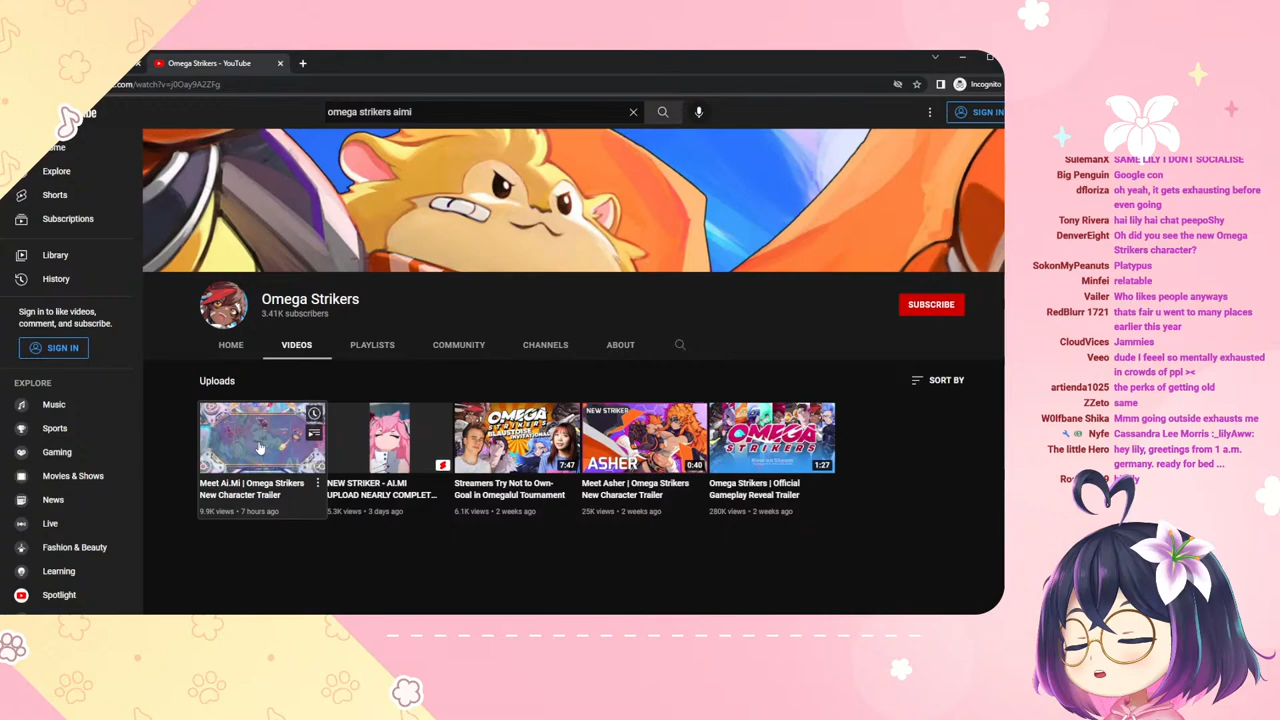 Omega Strikers - YouTube
.com/watch?v=j0Oay9A2ZFg
Incognito
omega strikers aimi
SIGN IN
Explore
Shorts
Subscriptions
Library
History
Sign in to like videos,
comment, and subscribe.
SIGN IN
EXPLORE
Music
Sports
Gaming
Movies & Shows
News
Live
Fashion & Beauty
Learning
Spotlight
Omega Strikers
3.41K subscribers
SUBSCRIBE
HOME
VIDEOS
PLAYLISTS
COMMUNITY
CHANNELS
ABOUT
Uploads
SORT BY
Meet Ai.Mi | Omega Strikers
New Character Trailer
9.9K views • 7 hours ago
NEW STRIKER - AI.MI
UPLOAD NEARLY COMPLET...
5.3K views • 3 days ago
OMEGA
STRIKERS
INVITATIONAL
7:47
Streamers Try Not to Own-
Goal in Omegalul Tournament
6.1K views • 2 weeks ago
NEW STRIKER
ASHER
0:40
Meet Asher | Omega Strikers
New Character Trailer
25K views • 2 weeks ago
OMEGA
STRIKERS
1:27
Omega Strikers | Official
Gameplay Reveal Trailer
280K views • 2 weeks ago
SulemanX SAME LILY I DONT SOCIALISE
Big Penguin Google con
dfloriza oh yeah, it gets exhausting before
even going
Tony Rivera hai lily hai chat peepoShy
DenverEight Oh did you see the new Omega
Strikers character?
SokonMyPeanuts Platypus
Minfei relatable
Vailer Who likes people anyways
RedBlurr 1721 thats fair u went to many places
earlier this year
CloudVices Jammies
Veeo dude I feeel so mentally exhausted
in crowds of ppl ><
artienda1025 the perks of getting old
ZZeto same
W0lfbane Shika Mmm going outside exhausts me
Nyfe Cassandra Lee Morris :_lilyAww:
The little Hero hey lily, greetings from 1 a.m.
germany. ready for bed ...